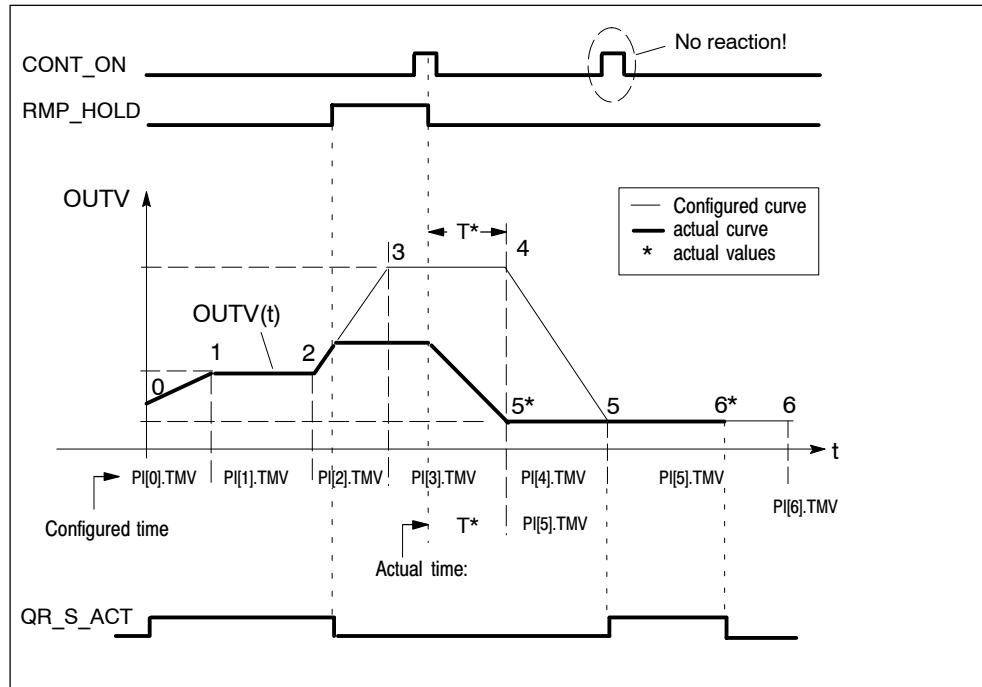 No reaction!
CONT_ON
RMP_HOLD
OUTV
Configured curve
actual curve
* actual values
T*
3
4
OUTV(t)
1
2
0
5*
5
6*
6
t
PI[0].TMV
PI[1].TMV
PI[2].TMV
PI[3].TMV
PI[4].TMV
PI[5].TMV
PI[6].TMV
Configured time
T*
PI[5].TMV
Actual time:
QR_S_ACT